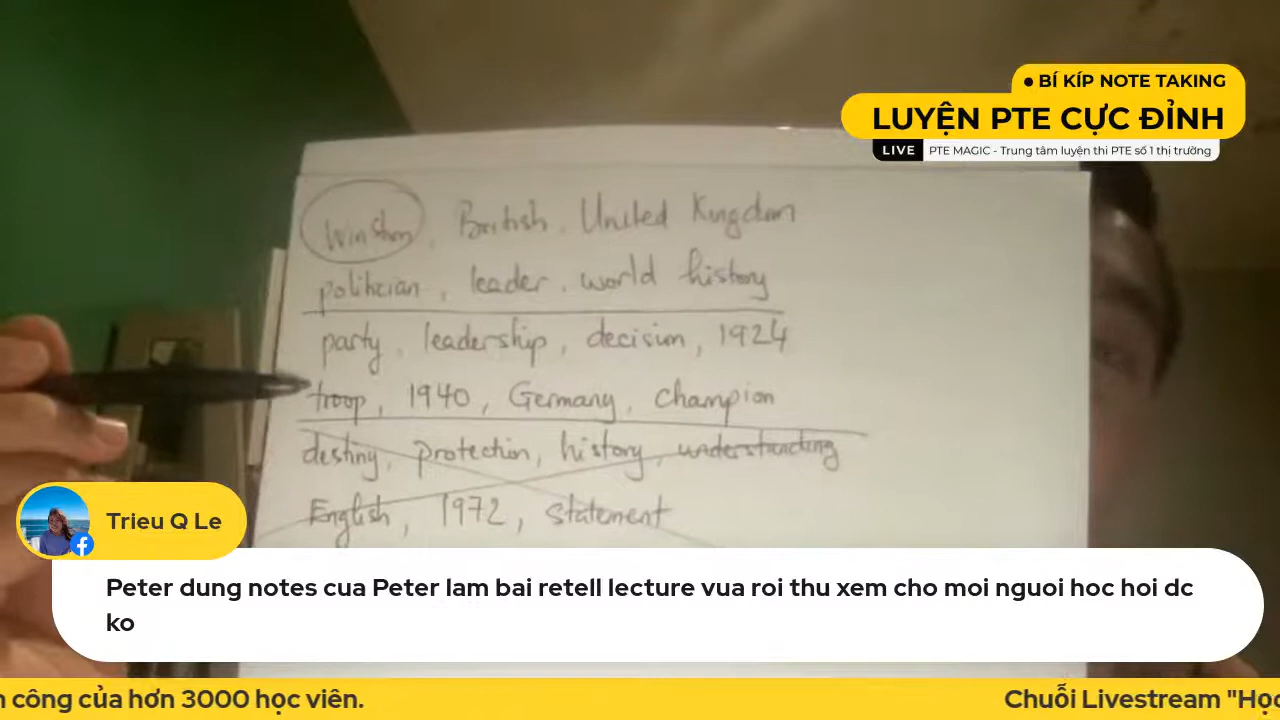 • BÍ KÍP NOTE TAKING
LUYỆN PTE CỰC ĐỈNH
LIVE PTE MAGIC - Trung tâm luyện thi PTE số 1 thị trường
Winston, British, United Kingdom
politician, leader, world history
party, leadership, decision, 1924
troop, 1940, Germany, champion
destiny, protection, history, understanding
English, 1972, statement
Trieu Q Le
Peter dung notes cua Peter lam bai retell lecture vua roi thu xem cho moi nguoi hoc hoi dc
ko
công của hơn 3000 học viên.
Chuỗi Livestream "Học